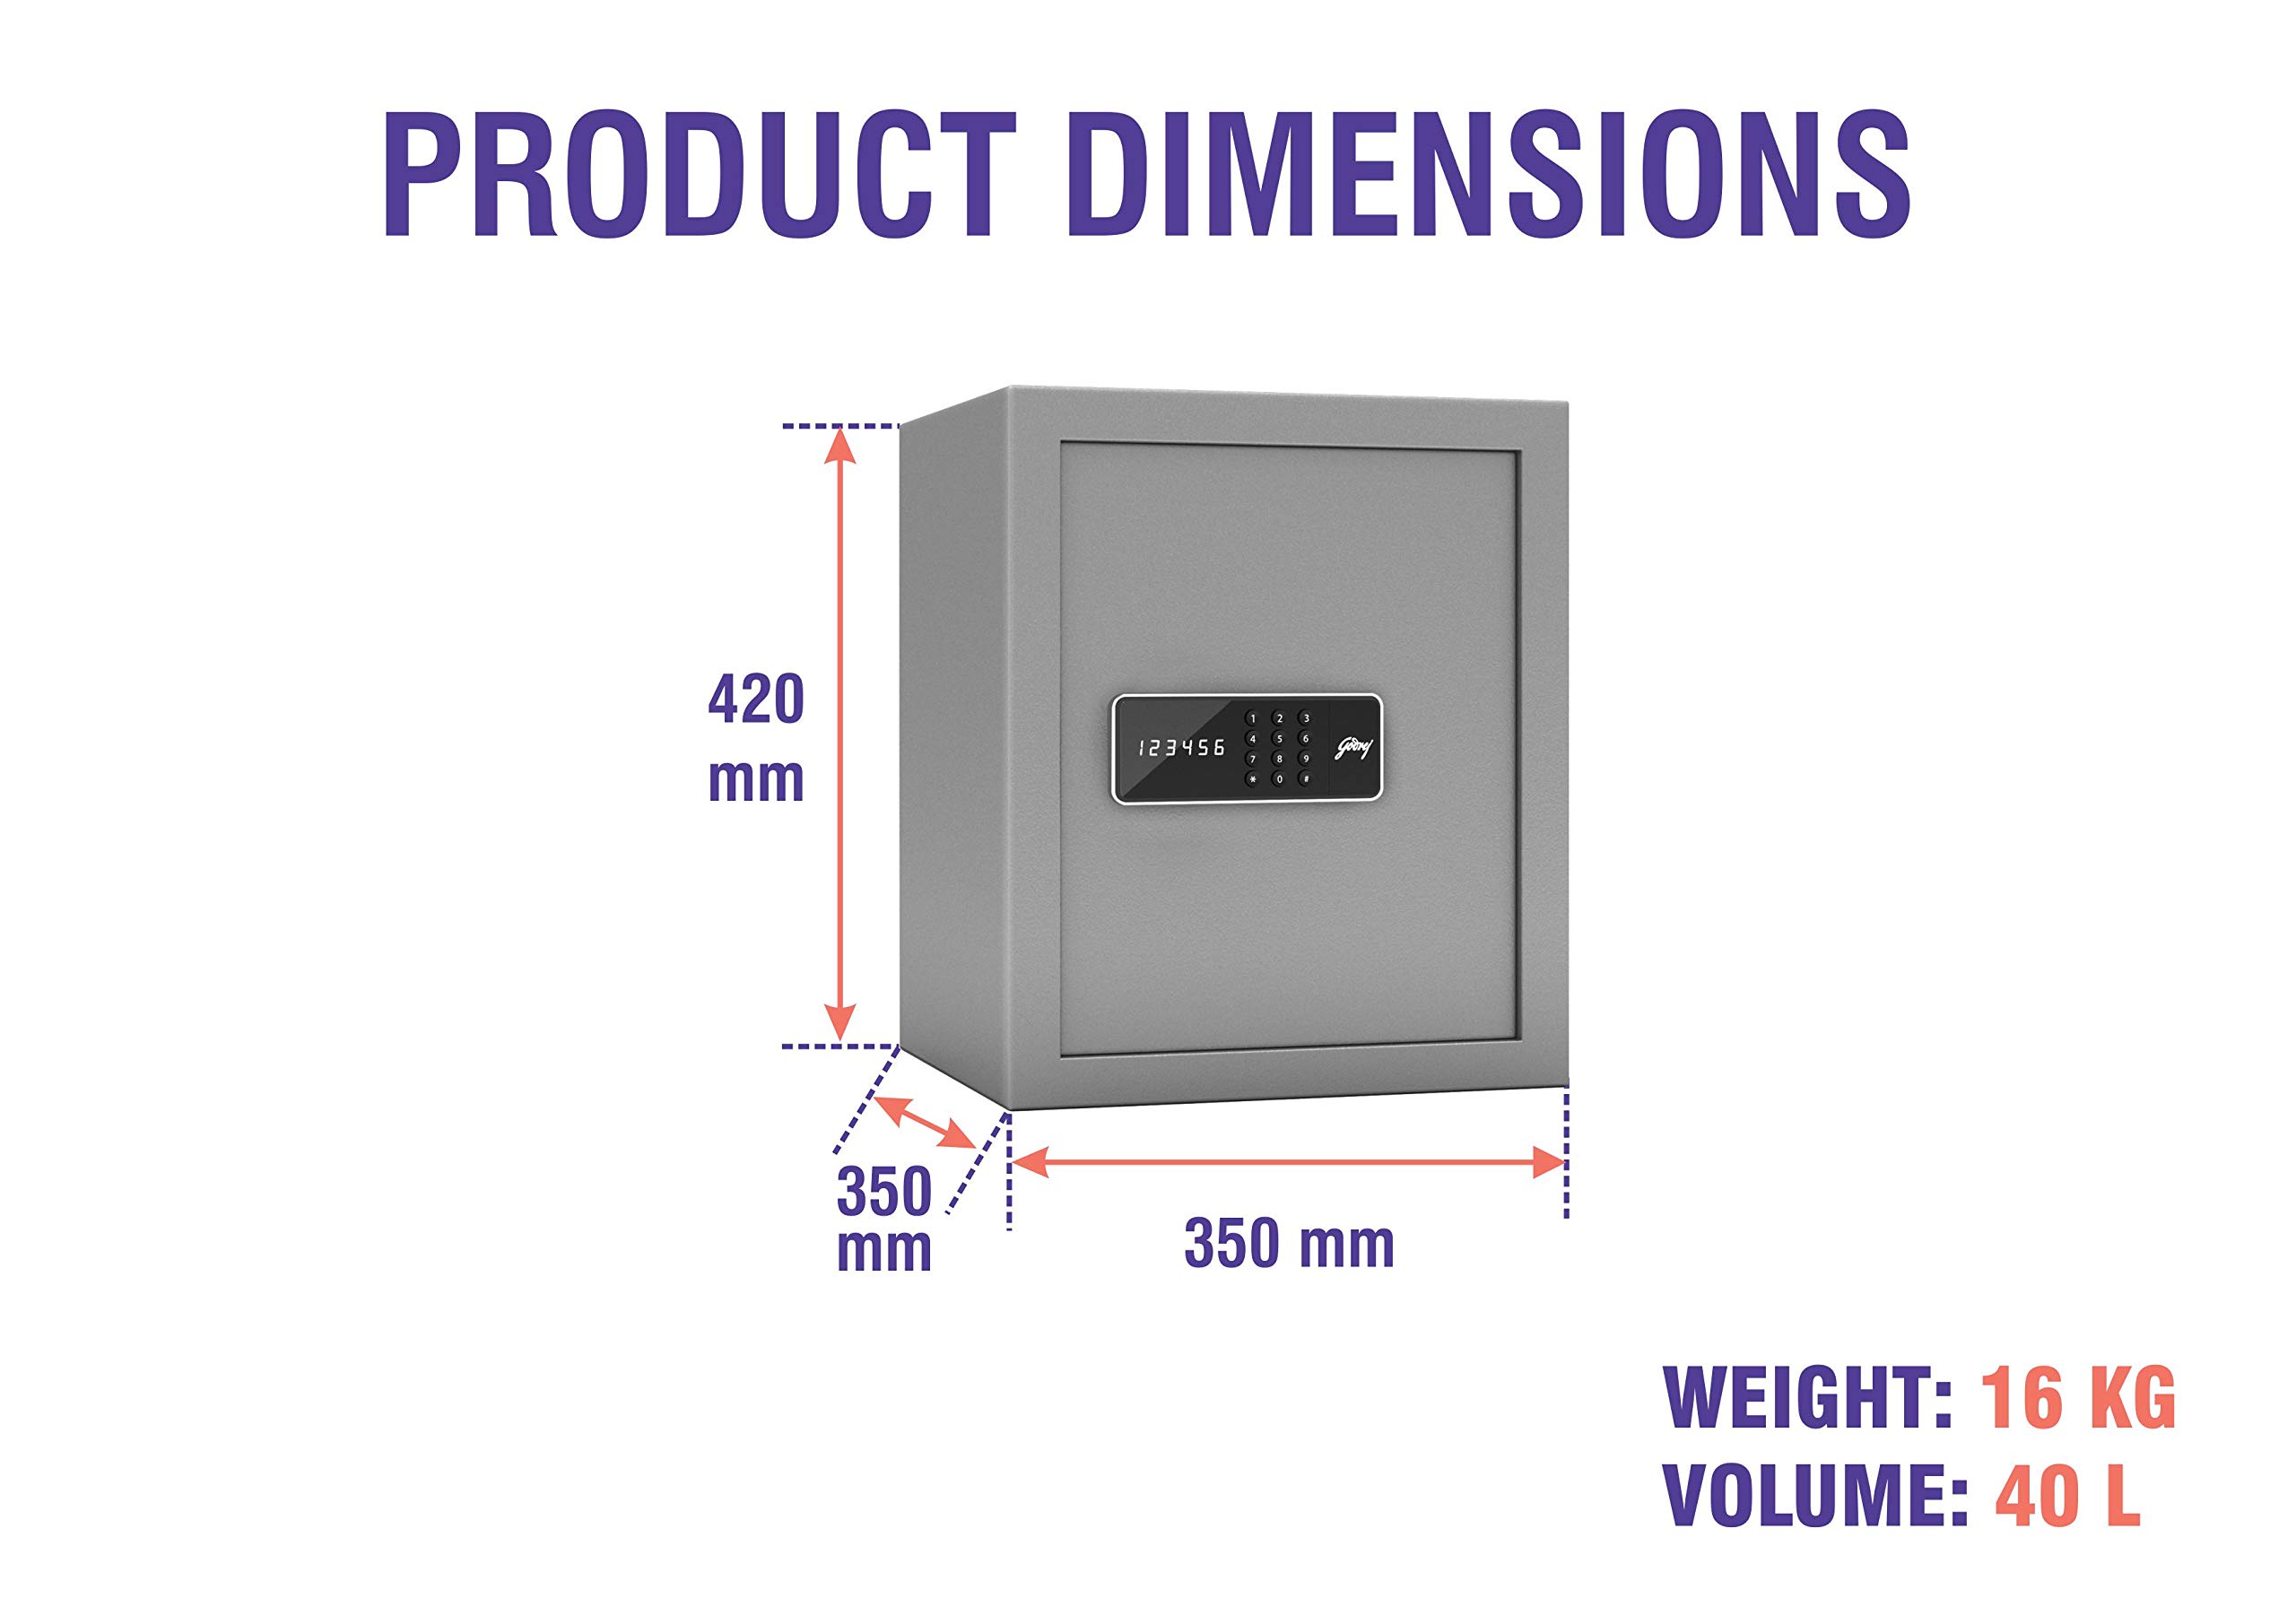 PRODUCT DIMENSIONS
420
mm
123456
1 2 3
4 5 6
7 8 9
* 0 #
Godrej
350
mm
350 mm
WEIGHT: 16 KG
VOLUME: 40 L